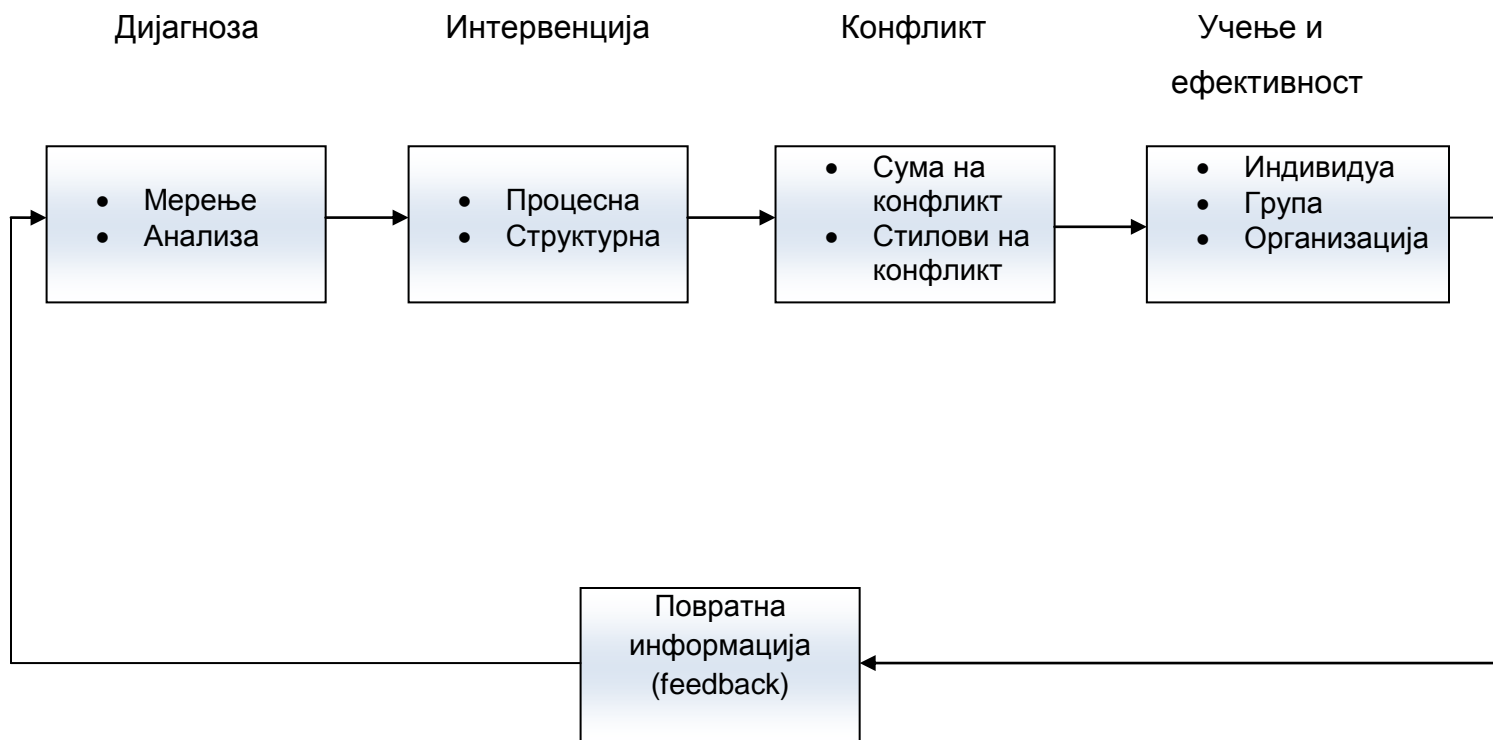 Дијагноза
Интервенција
Конфликт
Учење и
ефективност
• Мерење
• Анализа
• Процесна
• Структурна
• Сума на
конфликт
• Стилови на
конфликт
• Индивидуа
• Група
• Организација
Повратна
информација
(feedback)